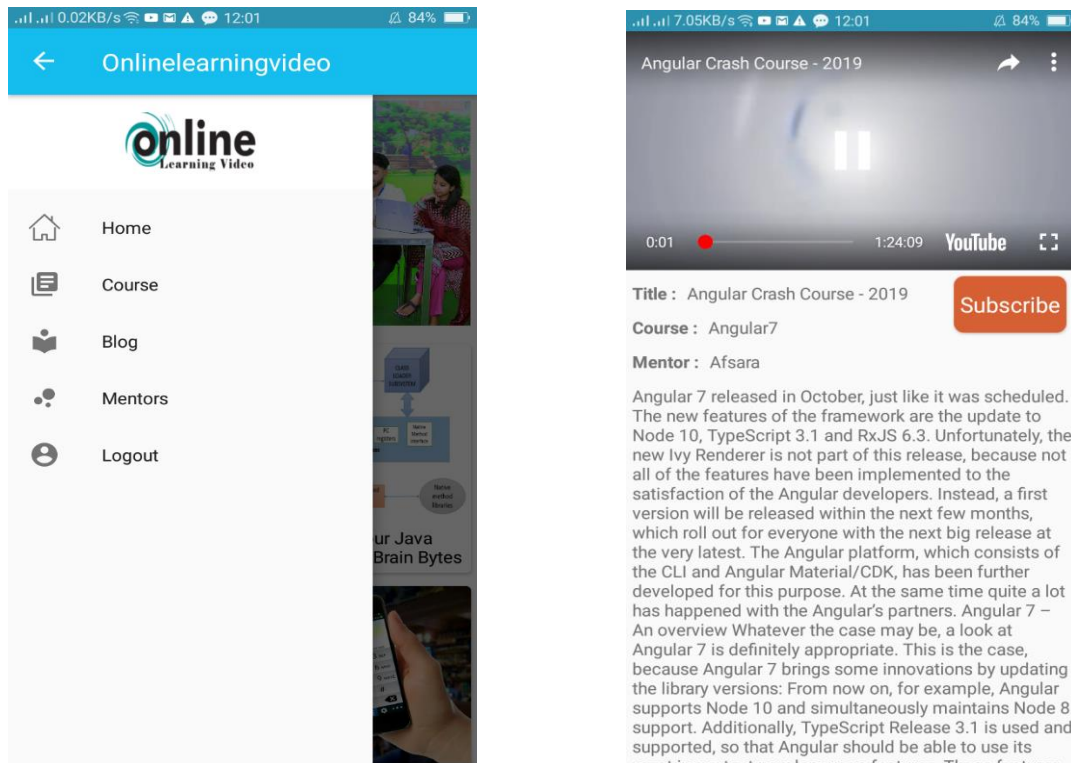 0.02KB/s 12:01 84%
Onlinelearningvideo
Online
Learning Video
Home
Course
Blog
Mentors
Logout
ur Java
Brain Bytes
7.05KB/s 12:01 84%
Angular Crash Course - 2019
0:01 1:24:09 YouTube
Title : Angular Crash Course - 2019
Subscribe
Course : Angular7
Mentor : Afsara
Angular 7 released in October, just like it was scheduled.
The new features of the framework are the update to
Node 10, TypeScript 3.1 and RxJS 6.3. Unfortunately, the
new Ivy Renderer is not part of this release, because not
all of the features have been implemented to the
satisfaction of the Angular developers. Instead, a first
version will be released within the next few months,
which roll out for everyone with the next big release at
the very latest. The Angular platform, which consists of
the CLI and Angular Material/CDK, has been further
developed for this purpose. At the same time quite a lot
has happened with the Angular's partners. Angular 7 –
An overview Whatever the case may be, a look at
Angular 7 is definitely appropriate. This is the case,
because Angular 7 brings some innovations by updating
the library versions: From now on, for example, Angular
supports Node 10 and simultaneously maintains Node 8
support. Additionally, TypeScript Release 3.1 is used and
supported, so that Angular should be able to use its